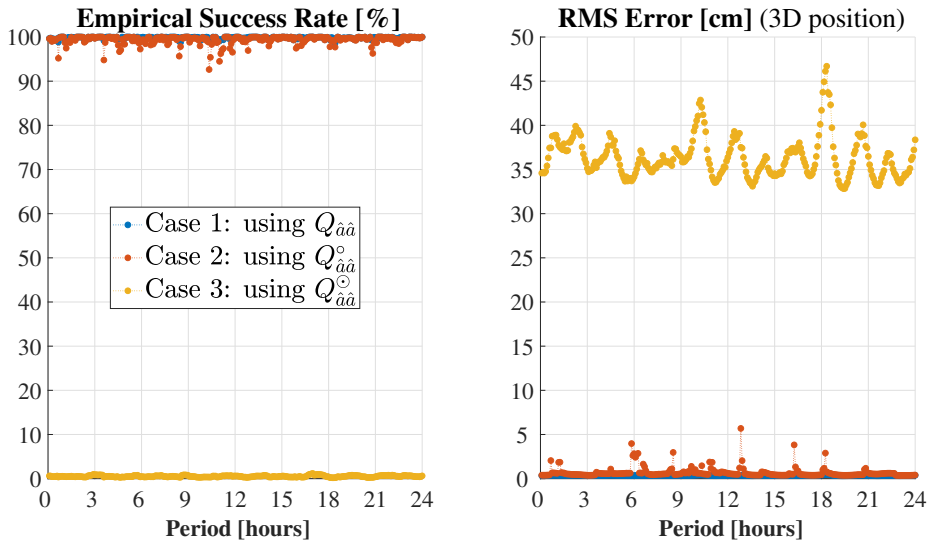 Empirical Success Rate [%]
100
90
80
70
60
50
40
30
20
10
0
Case 1: using Q_{ââ}
Case 2: using Q^{∘}_{ââ}
Case 3: using Q^{⊙}_{ââ}
0 3 6 9 12 15 18 21 24
Period [hours]
RMS Error [cm] (3D position)
50
45
40
35
30
25
20
15
10
5
0
0 3 6 9 12 15 18 21 24
Period [hours]